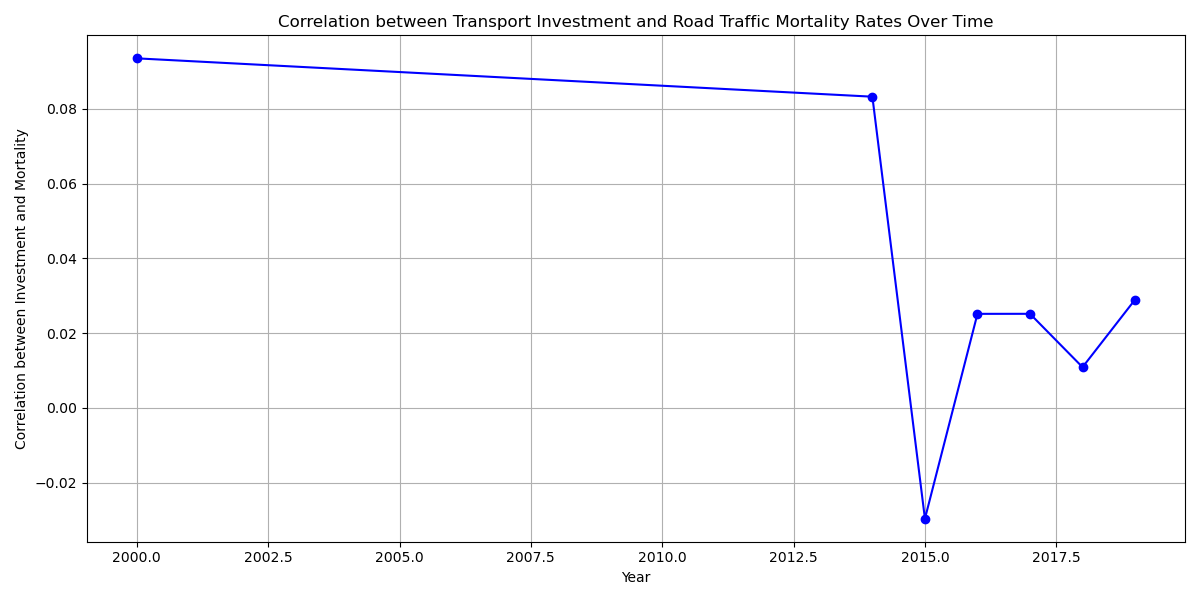 Correlation between Transport Investment and Road Traffic Mortality Rates Over Time
Correlation between Investment and Mortality
0.08
0.06
0.04
0.02
0.00
−0.02
2000.0 2002.5 2005.0 2007.5 2010.0 2012.5 2015.0 2017.5
Year